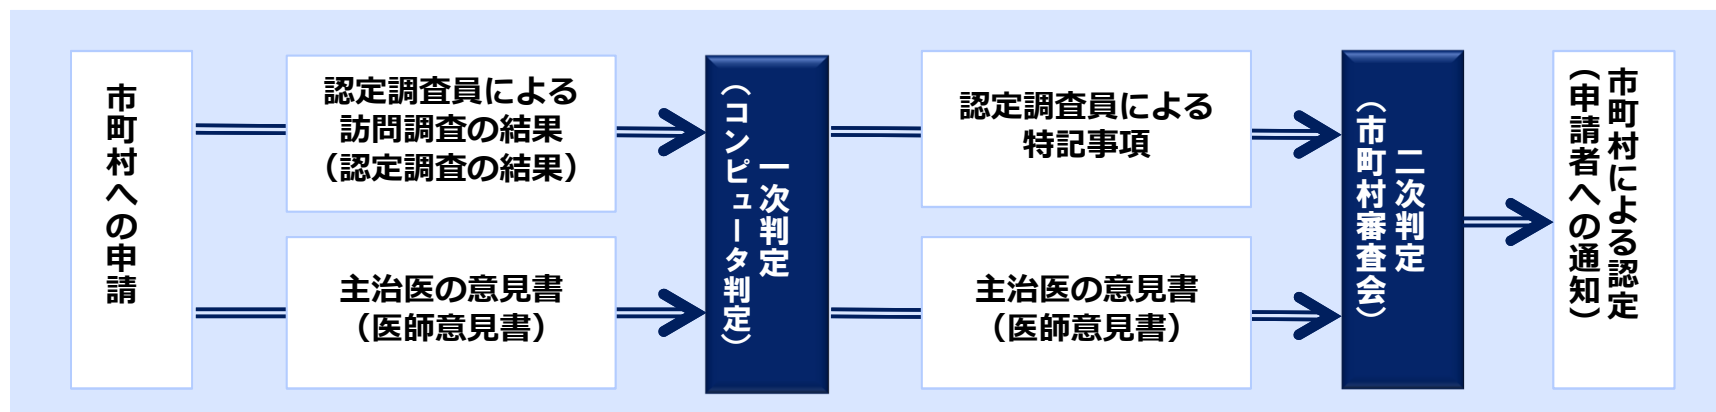 市町村への申請
認定調査員による
訪問調査の結果
（認定調査の結果）
主治医の意見書
（医師意見書）
一次判定
（コンピュータ判定）
認定調査員による
特記事項
主治医の意見書
（医師意見書）
二次判定
（市町村審査会）
市町村による認定
（申請者への通知）